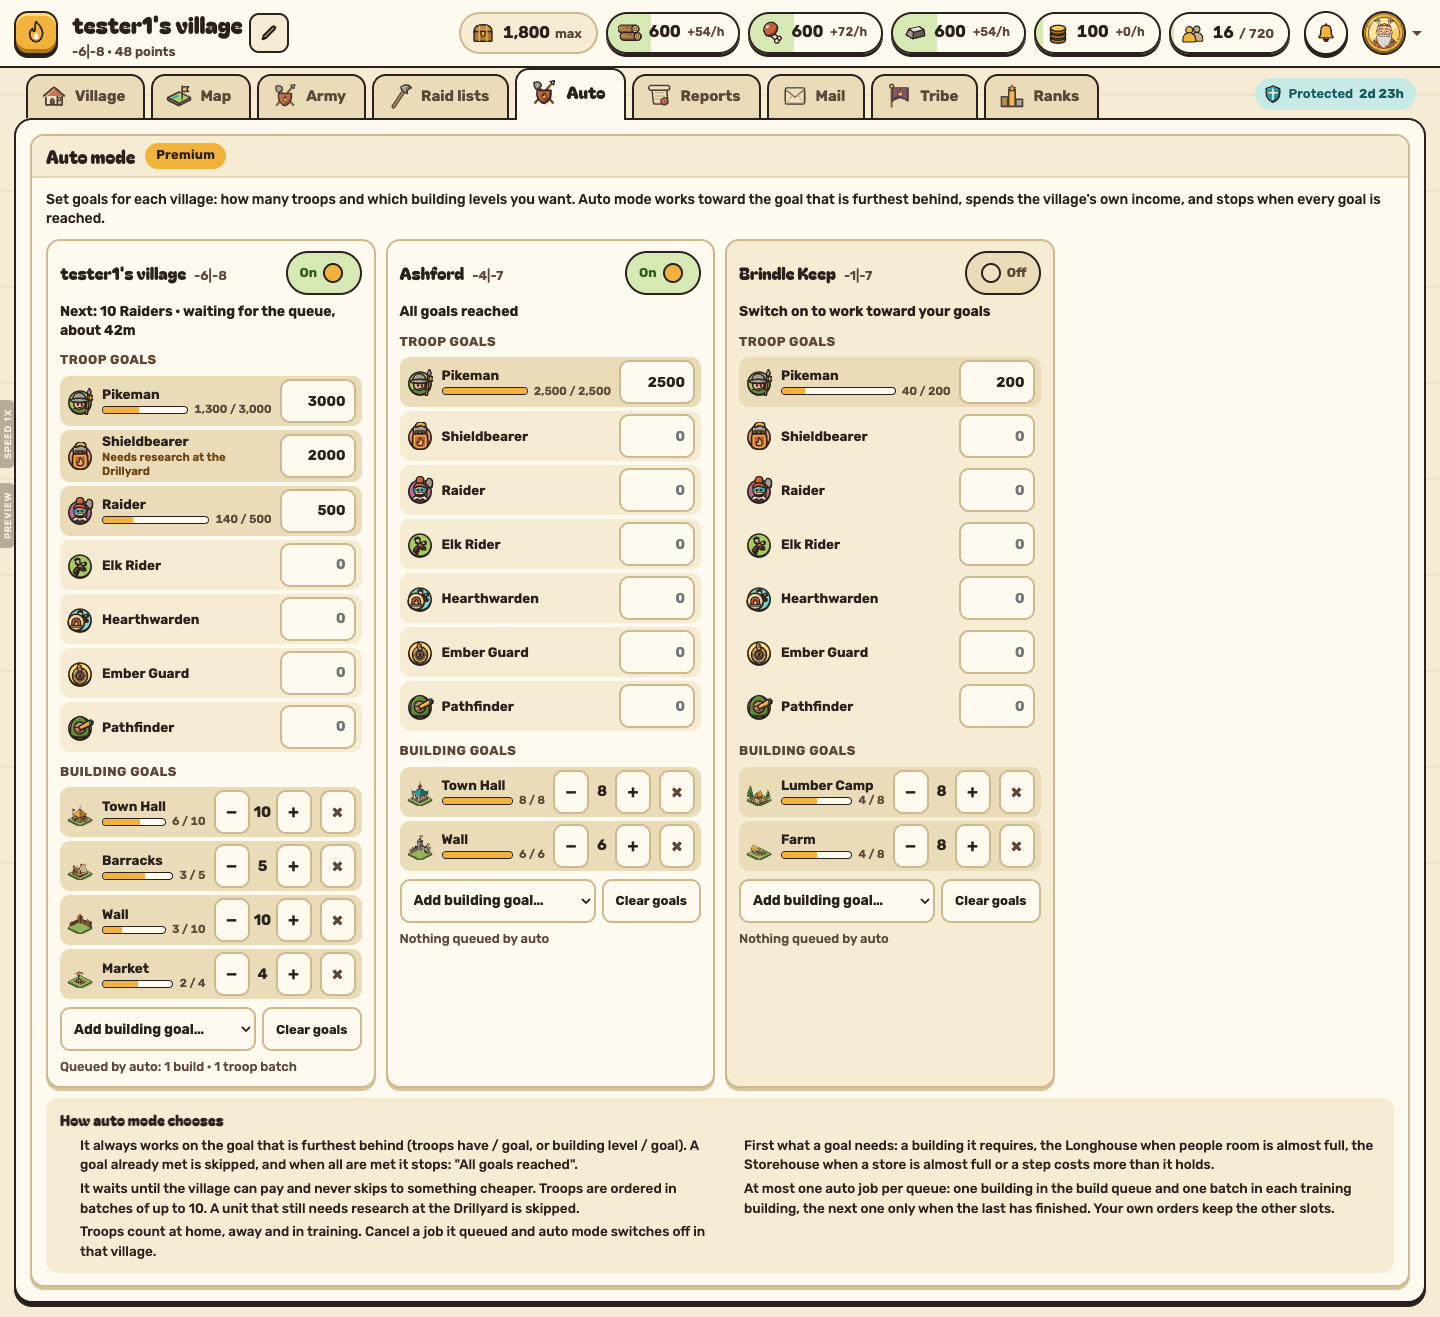 tester1's village
-6|-8 • 48 points
1,800 max
600 +54/h
600 +72/h
600 +54/h
100 +0/h
16 / 720
Village
Map
Army
Raid lists
Auto
Reports
Mail
Tribe
Ranks
Protected 2d 23h
SPEED 1X
PREVIEW
Auto mode
Premium
Set goals for each village: how many troops and which building levels you want. Auto mode works toward the goal that is furthest behind, spends the village's own income, and stops when every goal is
reached.
tester1's village -6|-8
On
Next: 10 Raiders • waiting for the queue,
about 42m
TROOP GOALS
Pikeman
1,300 / 3,000
3000
Shieldbearer
Needs research at the
Drillyard
2000
Raider
140 / 500
500
Elk Rider
0
Hearthwarden
0
Ember Guard
0
Pathfinder
0
BUILDING GOALS
Town Hall
6 / 10
− 10 + ×
Barracks
3 / 5
− 5 + ×
Wall
3 / 10
− 10 + ×
Market
2 / 4
− 4 + ×
Add building goal...
Clear goals
Queued by auto: 1 build • 1 troop batch
Ashford -4|-7
On
All goals reached
TROOP GOALS
Pikeman
2,500 / 2,500
2500
Shieldbearer
0
Raider
0
Elk Rider
0
Hearthwarden
0
Ember Guard
0
Pathfinder
0
BUILDING GOALS
Town Hall
8 / 8
− 8 + ×
Wall
6 / 6
− 6 + ×
Add building goal...
Clear goals
Nothing queued by auto
Brindle Keep -1|-7
Off
Switch on to work toward your goals
TROOP GOALS
Pikeman
40 / 200
200
Shieldbearer
0
Raider
0
Elk Rider
0
Hearthwarden
0
Ember Guard
0
Pathfinder
0
BUILDING GOALS
Lumber Camp
4 / 8
− 8 + ×
Farm
4 / 8
− 8 + ×
Add building goal...
Clear goals
Nothing queued by auto
How auto mode chooses
It always works on the goal that is furthest behind (troops have / goal, or building level / goal). A
goal already met is skipped, and when all are met it stops: "All goals reached".
It waits until the village can pay and never skips to something cheaper. Troops are ordered in
batches of up to 10. A unit that still needs research at the Drillyard is skipped.
Troops count at home, away and in training. Cancel a job it queued and auto mode switches off in
that village.
First what a goal needs: a building it requires, the Longhouse when people room is almost full, the
Storehouse when a store is almost full or a step costs more than it holds.
At most one auto job per queue: one building in the build queue and one batch in each training
building, the next one only when the last has finished. Your own orders keep the other slots.